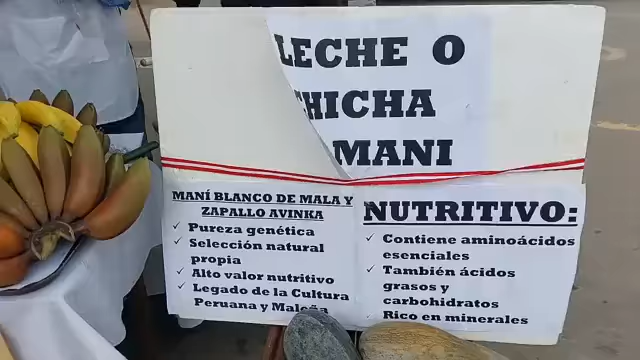 LECHE O
CHICHA
MANI
MANÍ BLANCO DE MALA Y
ZAPALLO AVINKA
✓ Pureza genética
✓ Selección natural
propia
✓ Alto valor nutritivo
✓ Legado de la Cultura
Peruana y Maleña
NUTRITIVO:
✓ Contiene aminoácidos
esenciales
✓ También ácidos
grasos y
carbohidratos
✓ Rico en minerales